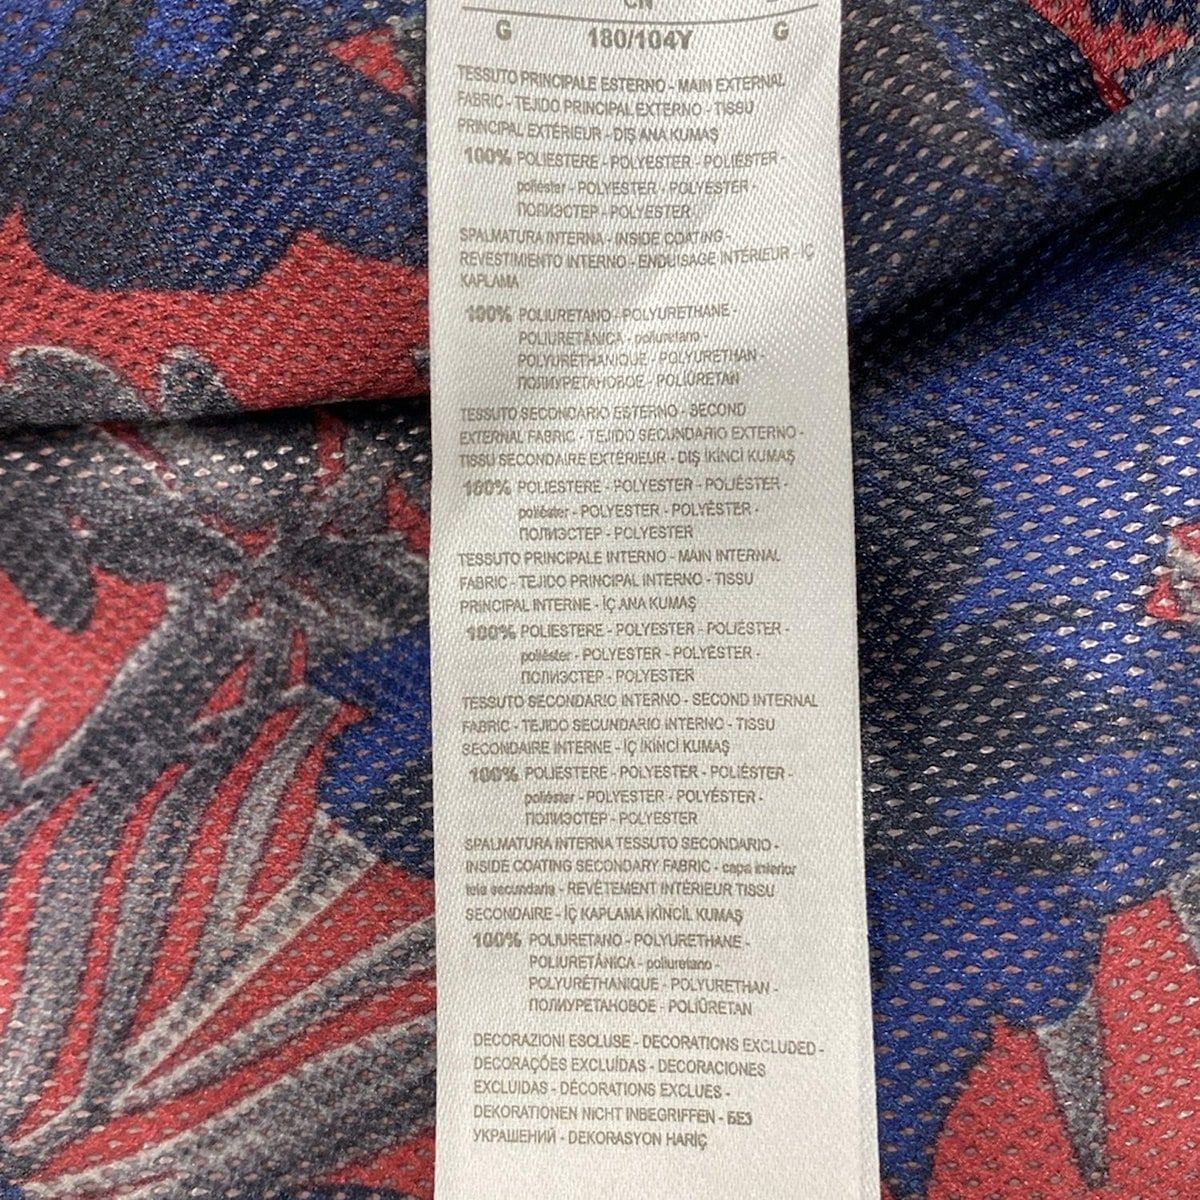 CN
G 180/104Y G
TESSUTO PRINCIPALE ESTERNO - MAIN EXTERNAL
FABRIC - TEJIDO PRINCIPAL EXTERNO - TISSU
PRINCIPAL EXTÉRIEUR - DIŞ ANA KUMAŞ
100% POLIESTERE - POLYESTER - POLIÉSTER -
poliéster - POLYESTER - POLYESTER -
ПОЛИЭСТЕР - POLYESTER
SPALMATURA INTERNA - INSIDE COATING -
REVESTIMIENTO INTERNO - ENDUISAGE INTÉRIEUR - İÇ
KAPLAMA
100% POLIURETANO - POLYURETHANE -
POLIURETÂNICA - poliuretano -
POLYURÉTHANIQUE - POLYURETHAN -
ПОЛИУРЕТАНОВОЕ - POLIÜRETAN
TESSUTO SECONDARIO ESTERNO - SECOND
EXTERNAL FABRIC - TEJIDO SECUNDARIO EXTERNO -
TISSU SECONDAIRE EXTÉRIEUR - DIŞ İKİNCİ KUMAŞ
100% POLIESTERE - POLYESTER - POLIÉSTER -
poliéster - POLYESTER - POLYÉSTER -
ПОЛИЭСТЕР - POLYESTER
TESSUTO PRINCIPALE INTERNO - MAIN INTERNAL
FABRIC - TEJIDO PRINCIPAL INTERNO - TISSU
PRINCIPAL INTERNE - İÇ ANA KUMAŞ
100% POLIESTERE - POLYESTER - POLIÉSTER -
poliéster - POLYESTER - POLYÉSTER -
ПОЛИЭСТЕР - POLYESTER
TESSUTO SECONDARIO INTERNO - SECOND INTERNAL
FABRIC - TEJIDO SECUNDARIO INTERNO - TISSU
SECONDAIRE INTERNE - İÇ İKİNCİ KUMAŞ
100% POLIESTERE - POLYESTER - POLIÉSTER -
poliéster - POLYESTER - POLYÉSTER -
ПОЛИЭСТЕР - POLYESTER
SPALMATURA INTERNA TESSUTO SECONDARIO -
INSIDE COATING SECONDARY FABRIC - capa interior
tela secundaria - REVÊTEMENT INTÉRIEUR TISSU
SECONDAIRE - İÇ KAPLAMA İKİNCİL KUMAŞ
100% POLIURETANO - POLYURETHANE -
POLIURETÂNICA - poliuretano -
POLYURÉTHANIQUE - POLYURETHAN -
ПОЛИУРЕТАНОВОЕ - POLIÜRETAN
DECORAZIONI ESCLUSE - DECORATIONS EXCLUDED -
DECORAÇÕES EXCLUÍDAS - DECORACIONES
EXCLUIDAS - DÉCORATIONS EXCLUES -
DEKORATIONEN NICHT INBEGRIFFEN - БЕЗ
УКРАШЕНИЙ - DEKORASYON HARİÇ